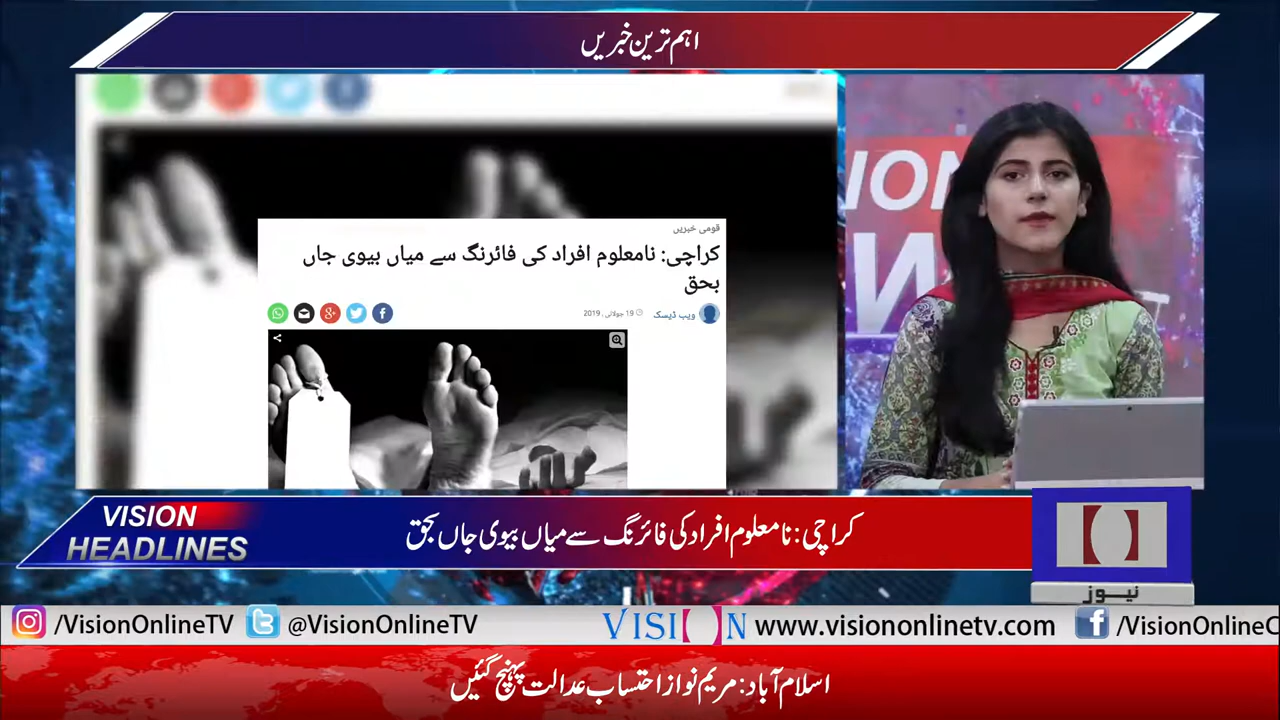 اہم ترین خبریں
ION
W
قومی خبریں
کراچی: نامعلوم افراد کی فائرنگ سے میاں بیوی جاں
بحق
ویب ڈیسک
19 جولائی، 2019
VISION
HEADLINES
کراچی: نامعلوم افراد کی فائرنگ سے میاں بیوی جاں بحق
نیوز
/VisionOnlineTV @VisionOnlineTV VISION www.visiononlinetv.com /VisionOnlineC
اسلام آباد: مریم نواز احتساب عدالت پہنچ گئیں